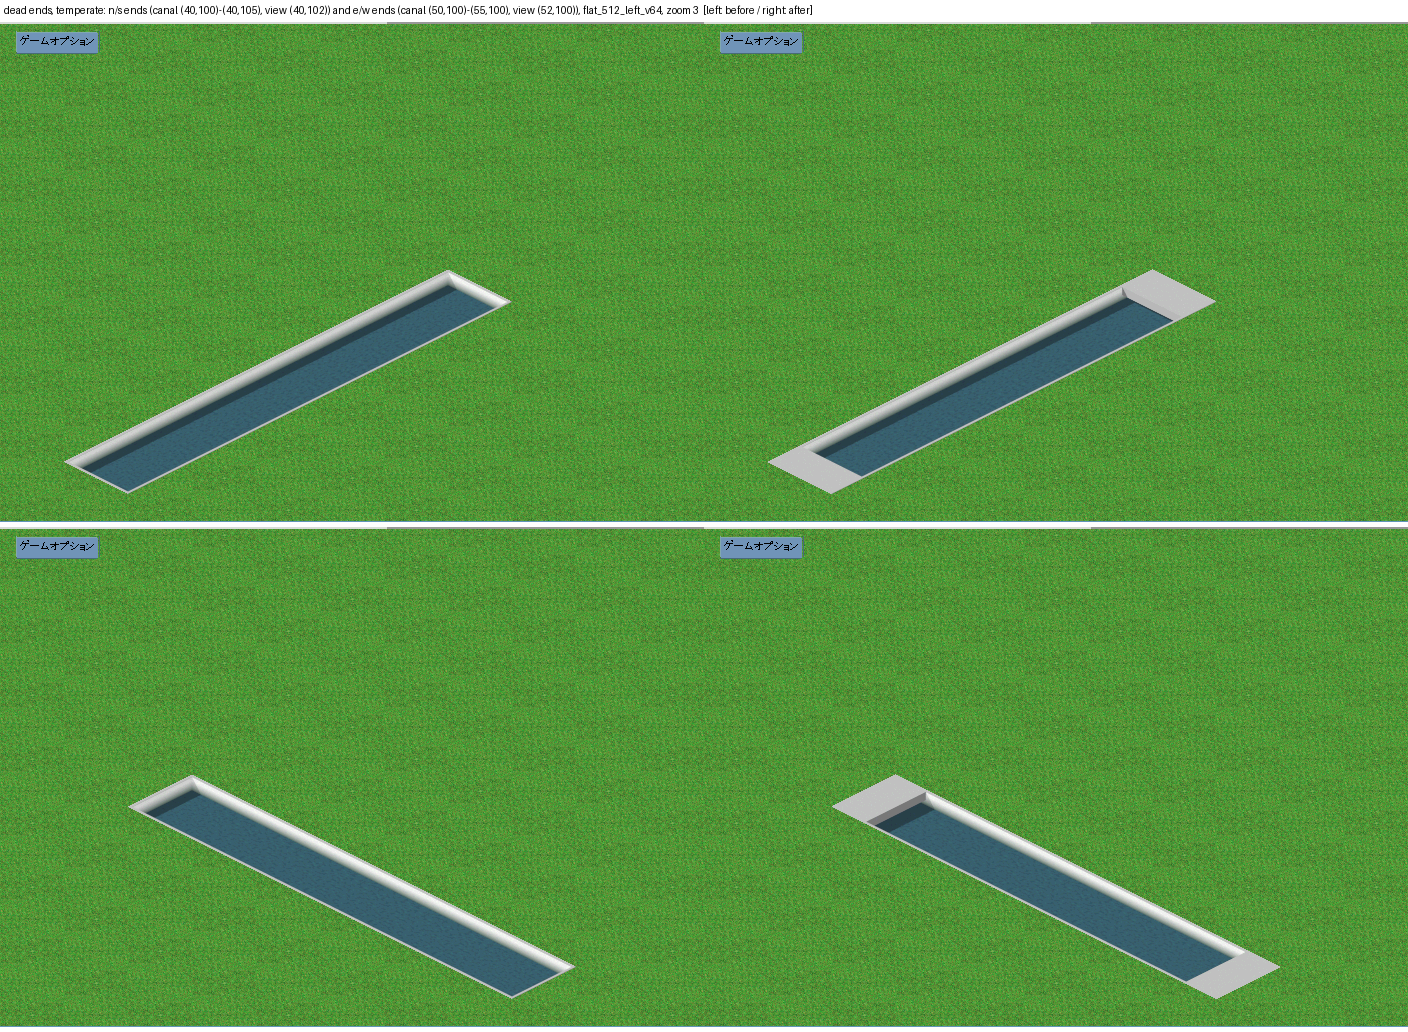 dead ends, temperate: n/s ends (canal (40,100)-(40,105), view (40,102)) and e/w ends (canal (50,100)-(55,100), view (52,100)), flat_512_left_v64, zoom 3  [left before / right after]
ゲームオプション
ゲームオプション
ゲームオプション
ゲームオプション